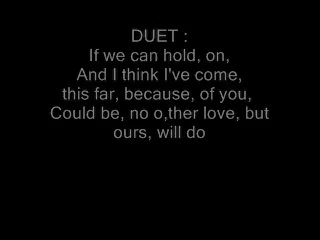 DUET :
If we can hold, on,
And I think I've come,
this far, because, of you,
Could be, no o,ther love, but
ours, will do